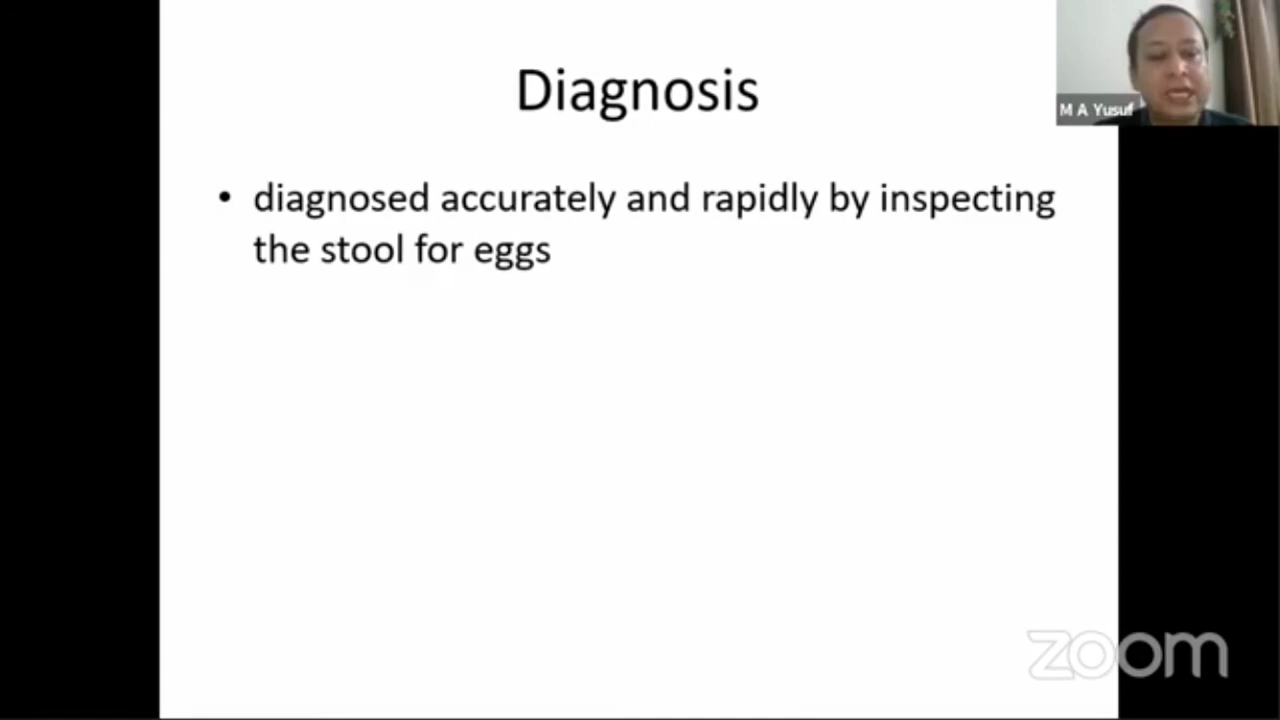 Diagnosis
M A Yusuf
• diagnosed accurately and rapidly by inspecting
the stool for eggs
zoom